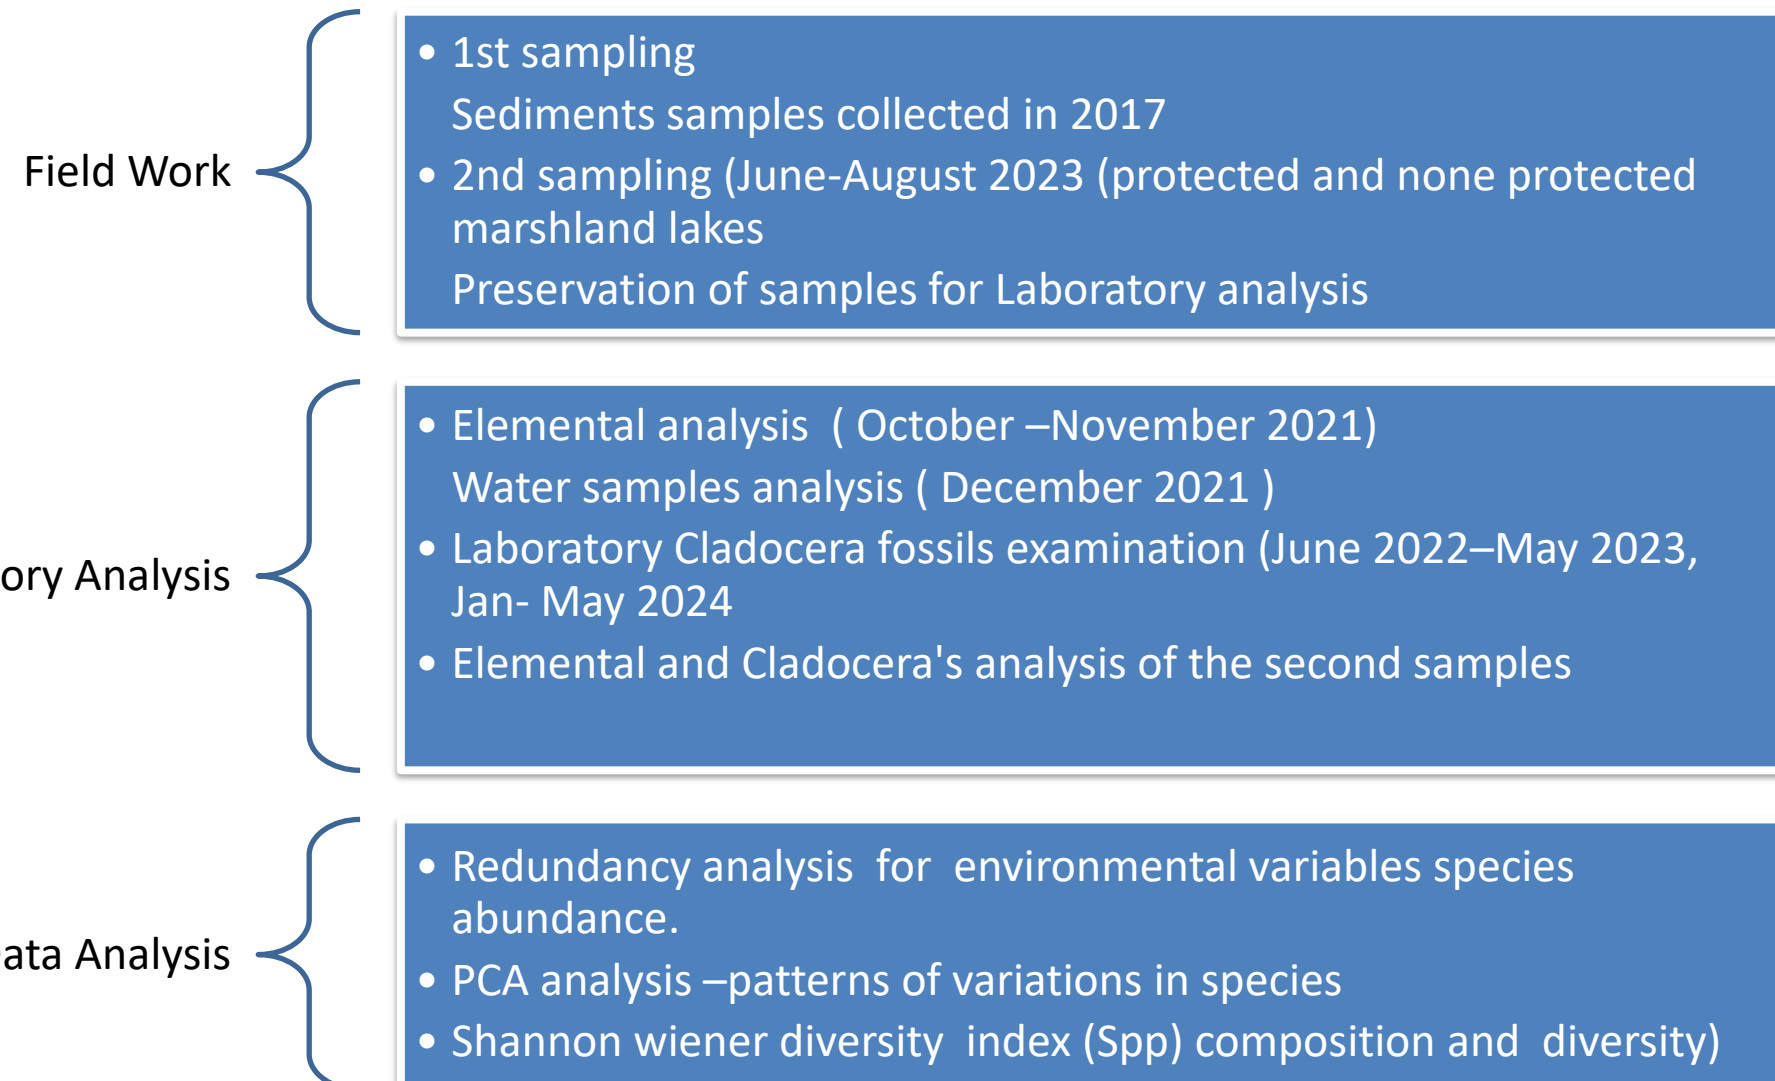 Field Work
• 1st sampling
Sediments samples collected in 2017
• 2nd sampling (June-August 2023 (protected and none protected
marshland lakes
Preservation of samples for Laboratory analysis
ory Analysis
• Elemental analysis ( October –November 2021)
Water samples analysis ( December 2021 )
• Laboratory Cladocera fossils examination (June 2022–May 2023,
Jan- May 2024
• Elemental and Cladocera's analysis of the second samples
ata Analysis
• Redundancy analysis for environmental variables species
abundance.
• PCA analysis –patterns of variations in species
• Shannon wiener diversity index (Spp) composition and diversity)